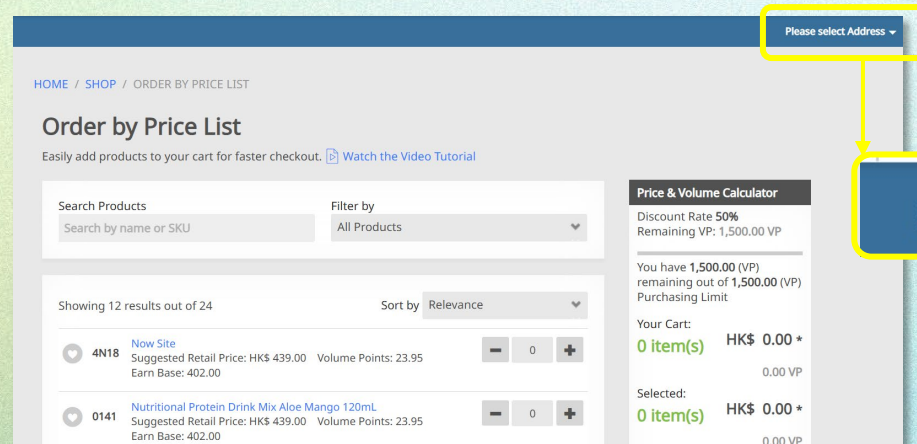 Please select Address
HOME / SHOP / ORDER BY PRICE LIST
Order by Price List
Easily add products to your cart for faster checkout. Watch the Video Tutorial
Search Products
Search by name or SKU
Filter by
All Products
Showing 12 results out of 24
Sort by Relevance
4N18
Now Site
Suggested Retail Price: HK$ 439.00 Volume Points: 23.95
Earn Base: 402.00
0
0141
Nutritional Protein Drink Mix Aloe Mango 120mL
Suggested Retail Price: HK$ 439.00 Volume Points: 23.95
Earn Base: 402.00
0
Price & Volume Calculator
Discount Rate 50%
Remaining VP: 1,500.00 VP
You have 1,500.00 (VP)
remaining out of 1,500.00 (VP)
Purchasing Limit
Your Cart:
0 item(s) HK$ 0.00 *
0.00 VP
Selected:
0 item(s) HK$ 0.00 *
0.00 VP